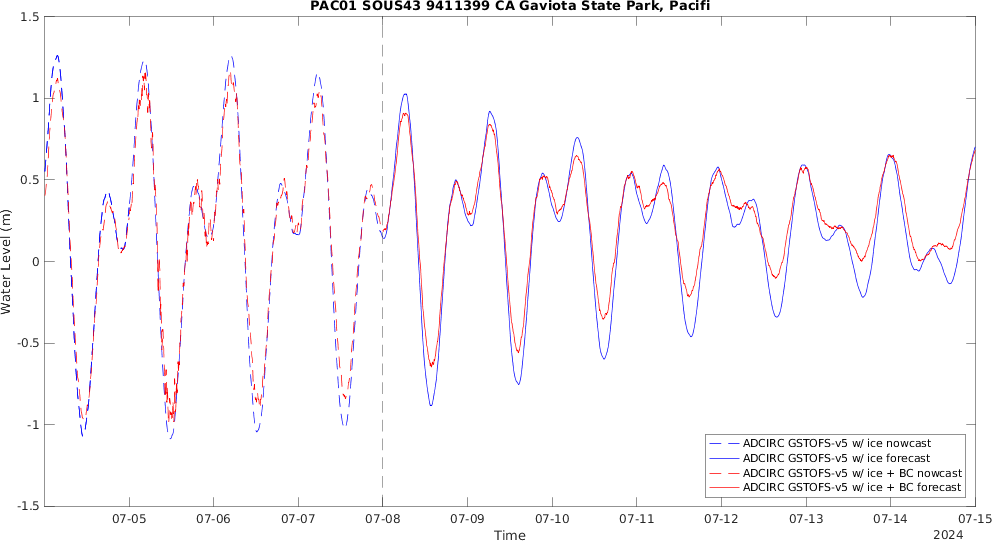 PAC01 SOUS43 9411399 CA Gaviota State Park, Pacifi
Water Level (m)
1.5
1
0.5
0
-0.5
-1
-1.5
ADCIRC GSTOFS-v5 w/ ice nowcast
ADCIRC GSTOFS-v5 w/ ice forecast
ADCIRC GSTOFS-v5 w/ ice + BC nowcast
ADCIRC GSTOFS-v5 w/ ice + BC forecast
07-05 07-06 07-07 07-08 07-09 07-10 07-11 07-12 07-13 07-14 07-15
Time
2024